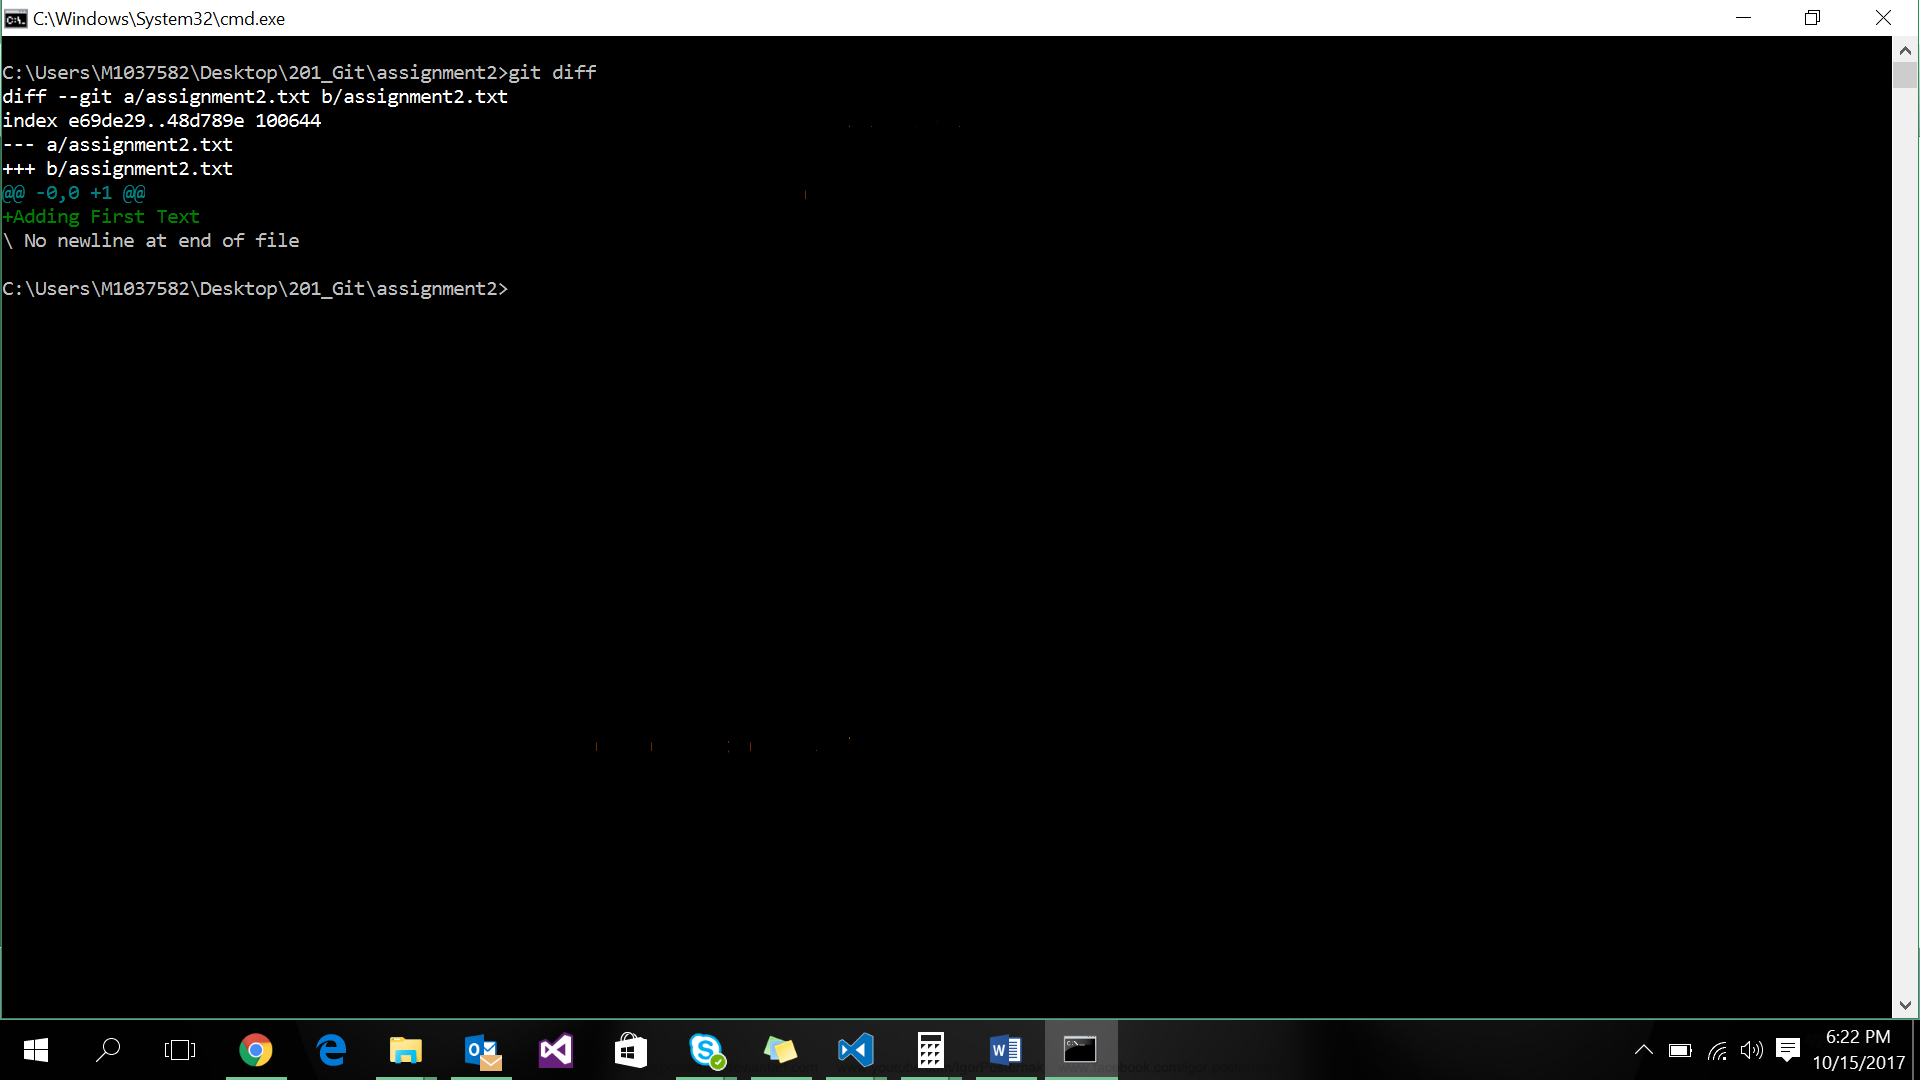 C:\Windows\System32\cmd.exe
C:\Users\M1037582\Desktop\201_Git\assignment2>git diff
diff --git a/assignment2.txt b/assignment2.txt
index e69de29..48d789e 100644
--- a/assignment2.txt
+++ b/assignment2.txt
@@ -0,0 +1 @@
+Adding First Text
\ No newline at end of file
C:\Users\M1037582\Desktop\201_Git\assignment2>
6:22 PM
10/15/2017